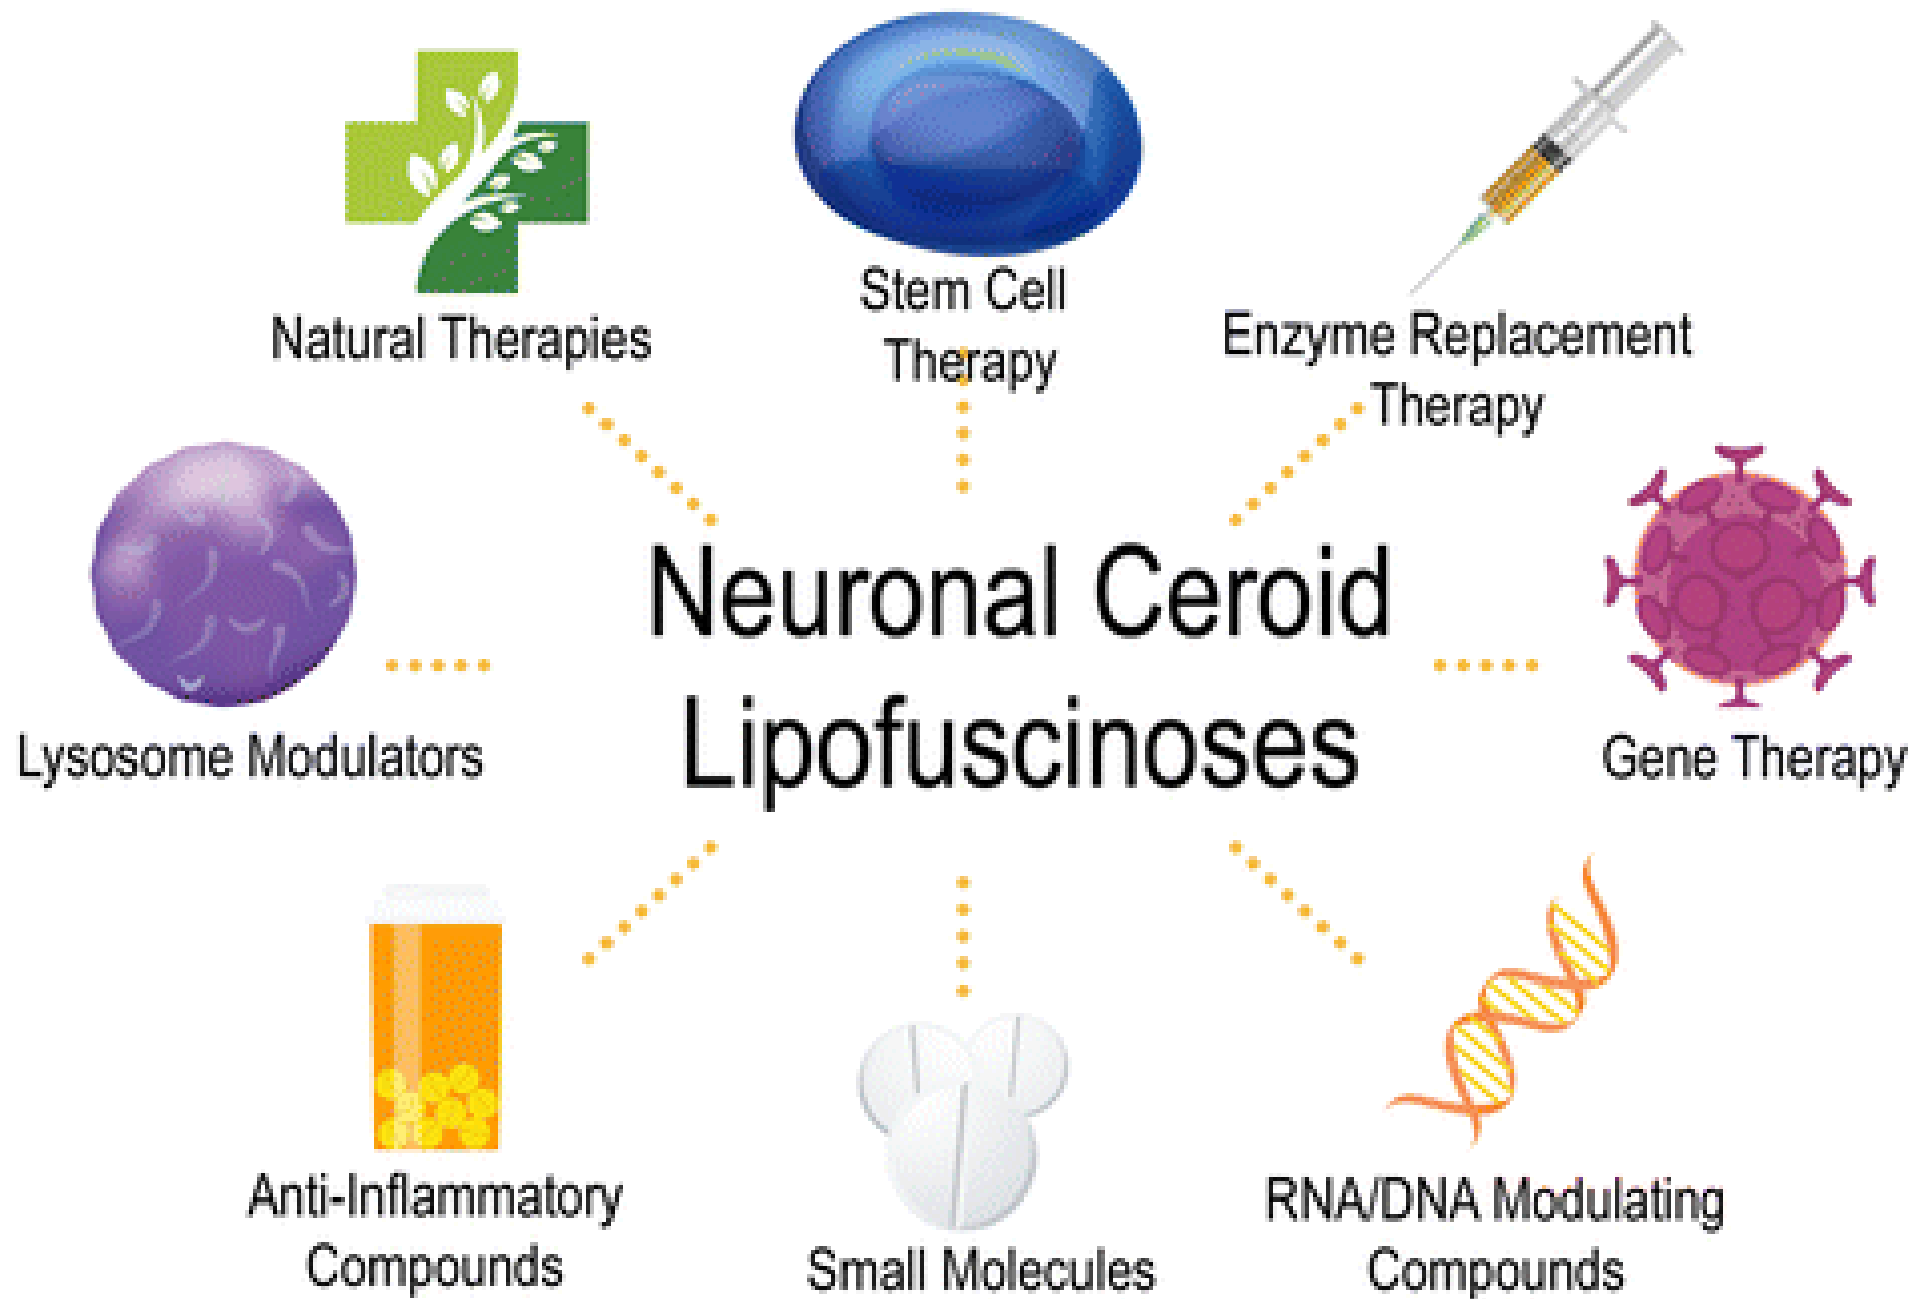 Natural Therapies
Stem Cell
Therapy
Enzyme Replacement
Therapy
Neuronal Ceroid
Lipofuscinoses
Lysosome Modulators
Gene Therapy
Anti-Inflammatory
Compounds
Small Molecules
RNA/DNA Modulating
Compounds